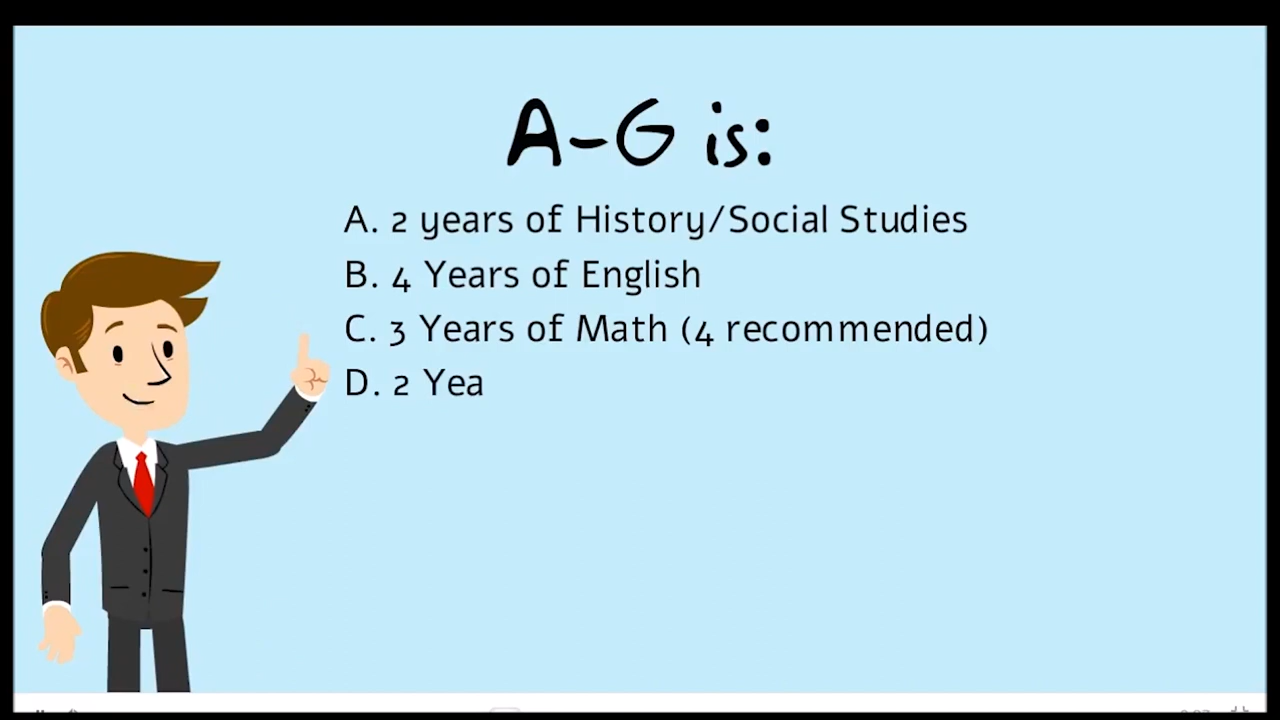 A-G is:
A. 2 years of History/Social Studies
B. 4 Years of English
C. 3 Years of Math (4 recommended)
D. 2 Yea